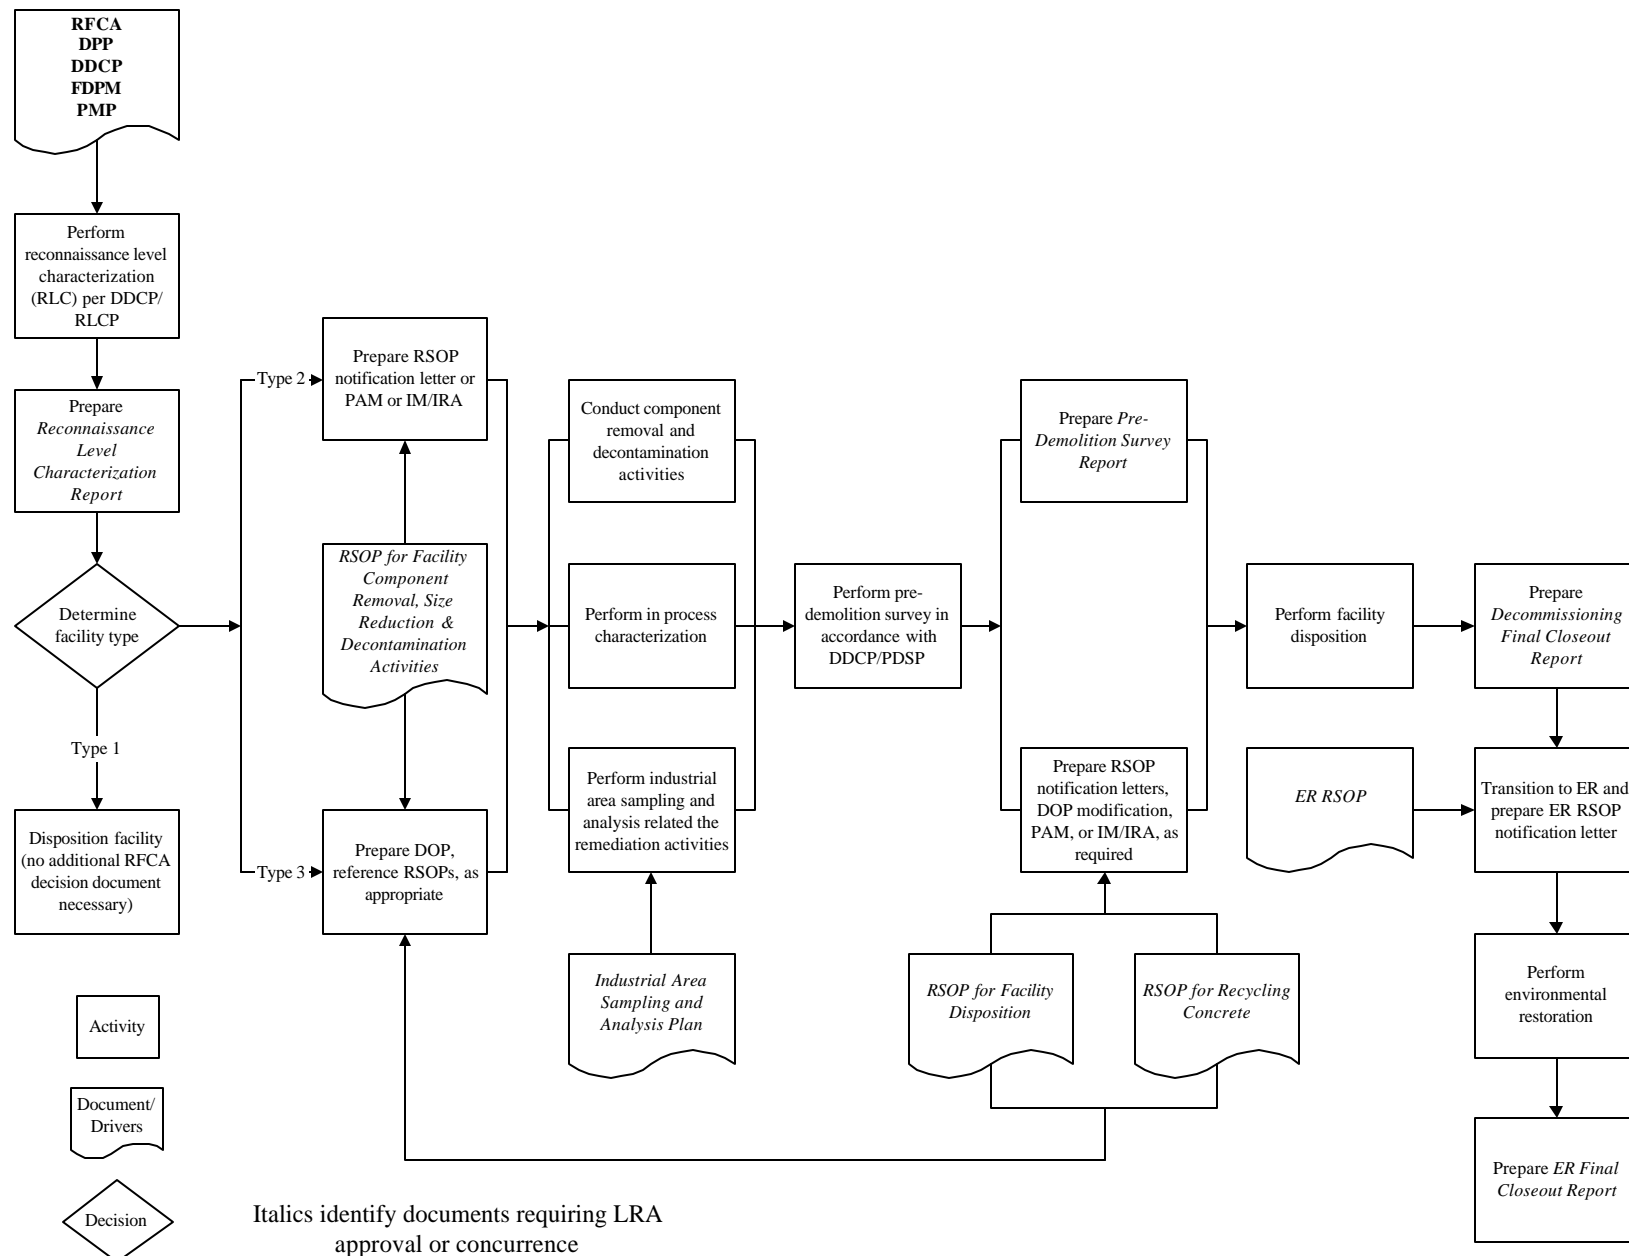 RFCA
DPP
DDCP
FDPM
PMP
Perform
reconnaissance level
characterization
(RLC) per DDCP/
RLCP
Prepare
Reconnaissance
Level
Characterization
Report
Determine
facility type
Type 1
Disposition facility
(no additional RFCA
decision document
necessary)
Type 2
Prepare RSOP
notification letter or
PAM or IM/IRA
RSOP for Facility
Component
Removal, Size
Reduction &
Decontamination
Activities
Type 3
Prepare DOP,
reference RSOPs, as
appropriate
Conduct component
removal and
decontamination
activities
Perform in process
characterization
Perform industrial
area sampling and
analysis related the
remediation activities
Industrial Area
Sampling and
Analysis Plan
Perform pre-
demolition survey in
accordance with
DDCP/PDSP
Prepare Pre-
Demolition Survey
Report
Prepare RSOP
notification letters,
DOP modification,
PAM, or IM/IRA, as
required
RSOP for Facility
Disposition
RSOP for Recycling
Concrete
Perform facility
disposition
Prepare
Decommissioning
Final Closeout
Report
ER RSOP
Transition to ER and
prepare ER RSOP
notification letter
Perform
environmental
restoration
Prepare ER Final
Closeout Report
Activity
Document/
Drivers
Decision
Italics identify documents requiring LRA
approval or concurrence